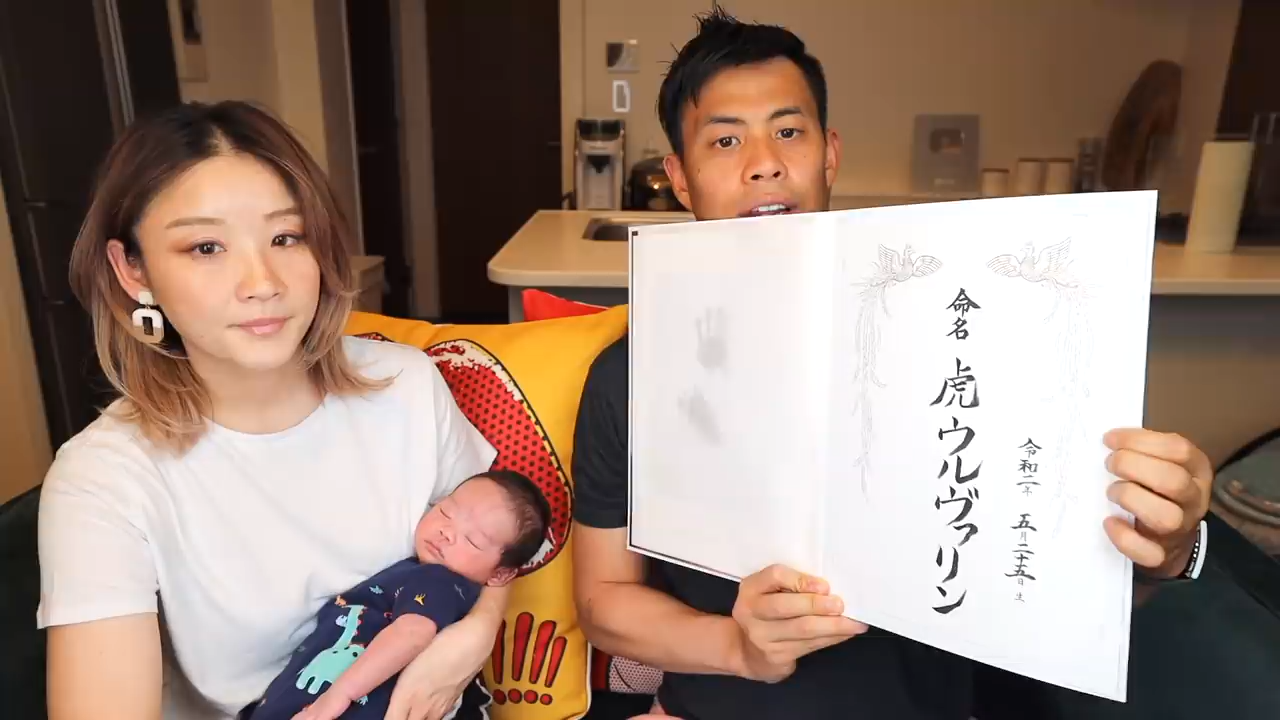 命名
虎ウルヴァリン
令和二年 五月二十五日 生